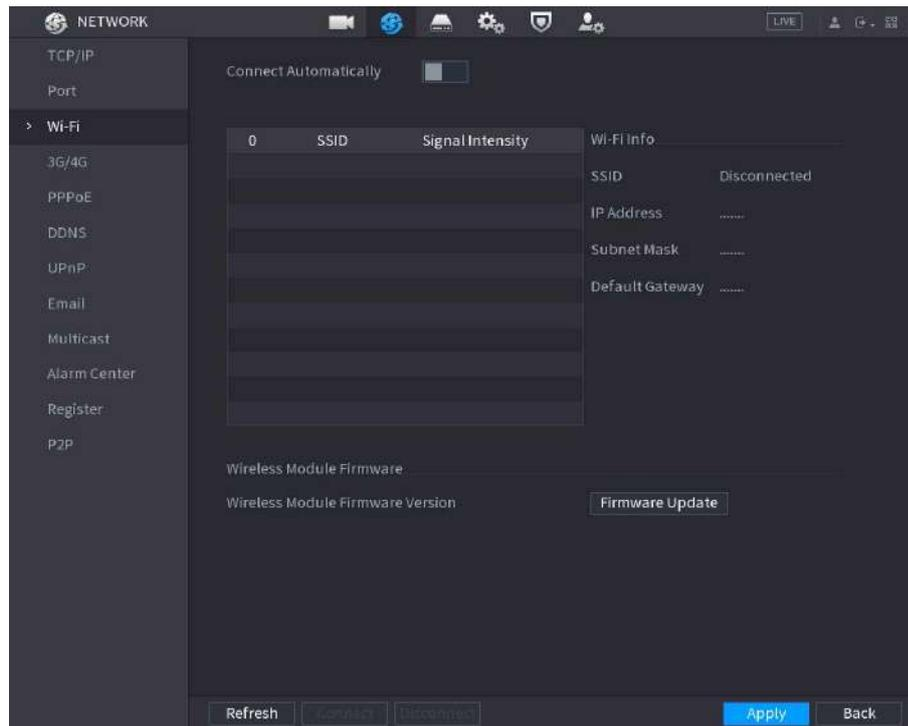 NETWORK LIVE
TCP/IP
Connect Automatically
Port
> Wi-Fi
0 SSID Signal Intensity Wi-Fi Info
3G/4G
SSID Disconnected
PPPoE
IP Address .......
DDNS
Subnet Mask .......
UPnP
Default Gateway .......
Email
Multicast
Alarm Center
Register
P2P
Wireless Module Firmware
Wireless Module Firmware Version Firmware Update
Refresh Connect Disconnect Apply Back